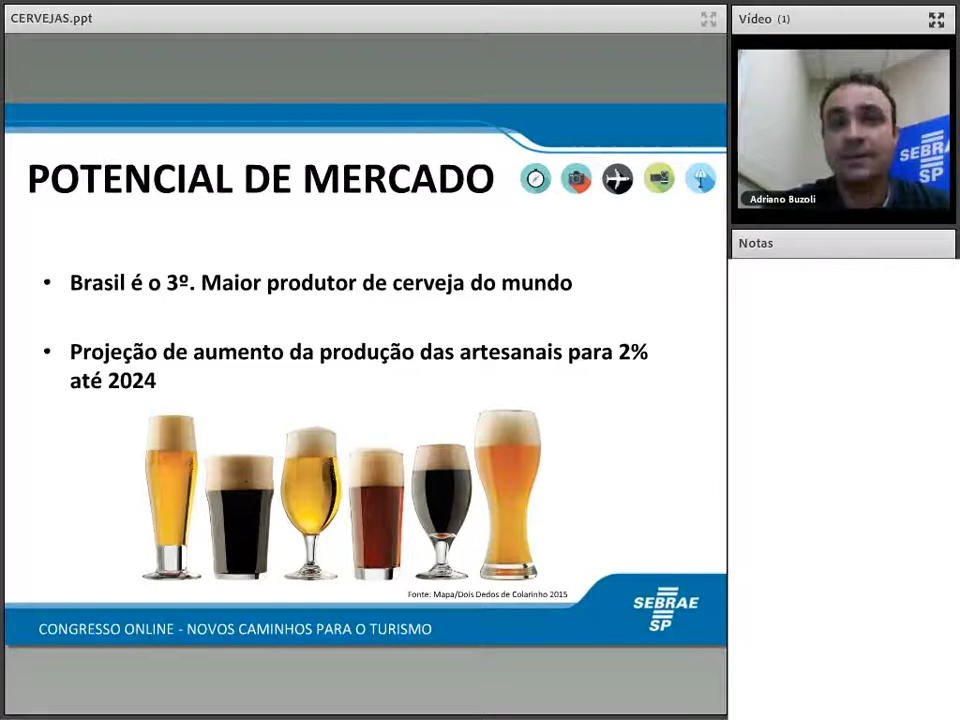 CERVEJAS.ppt
Vídeo (1)
POTENCIAL DE MERCADO
SEBRA
SP
Adriano Buzoli
Notas
• Brasil é o 3º. Maior produtor de cerveja do mundo
• Projeção de aumento da produção das artesanais para 2%
até 2024
Fonte: Mapa/Dois Dedos de Colarinho 2015
SEBRAE
SP
CONGRESSO ONLINE - NOVOS CAMINHOS PARA O TURISMO